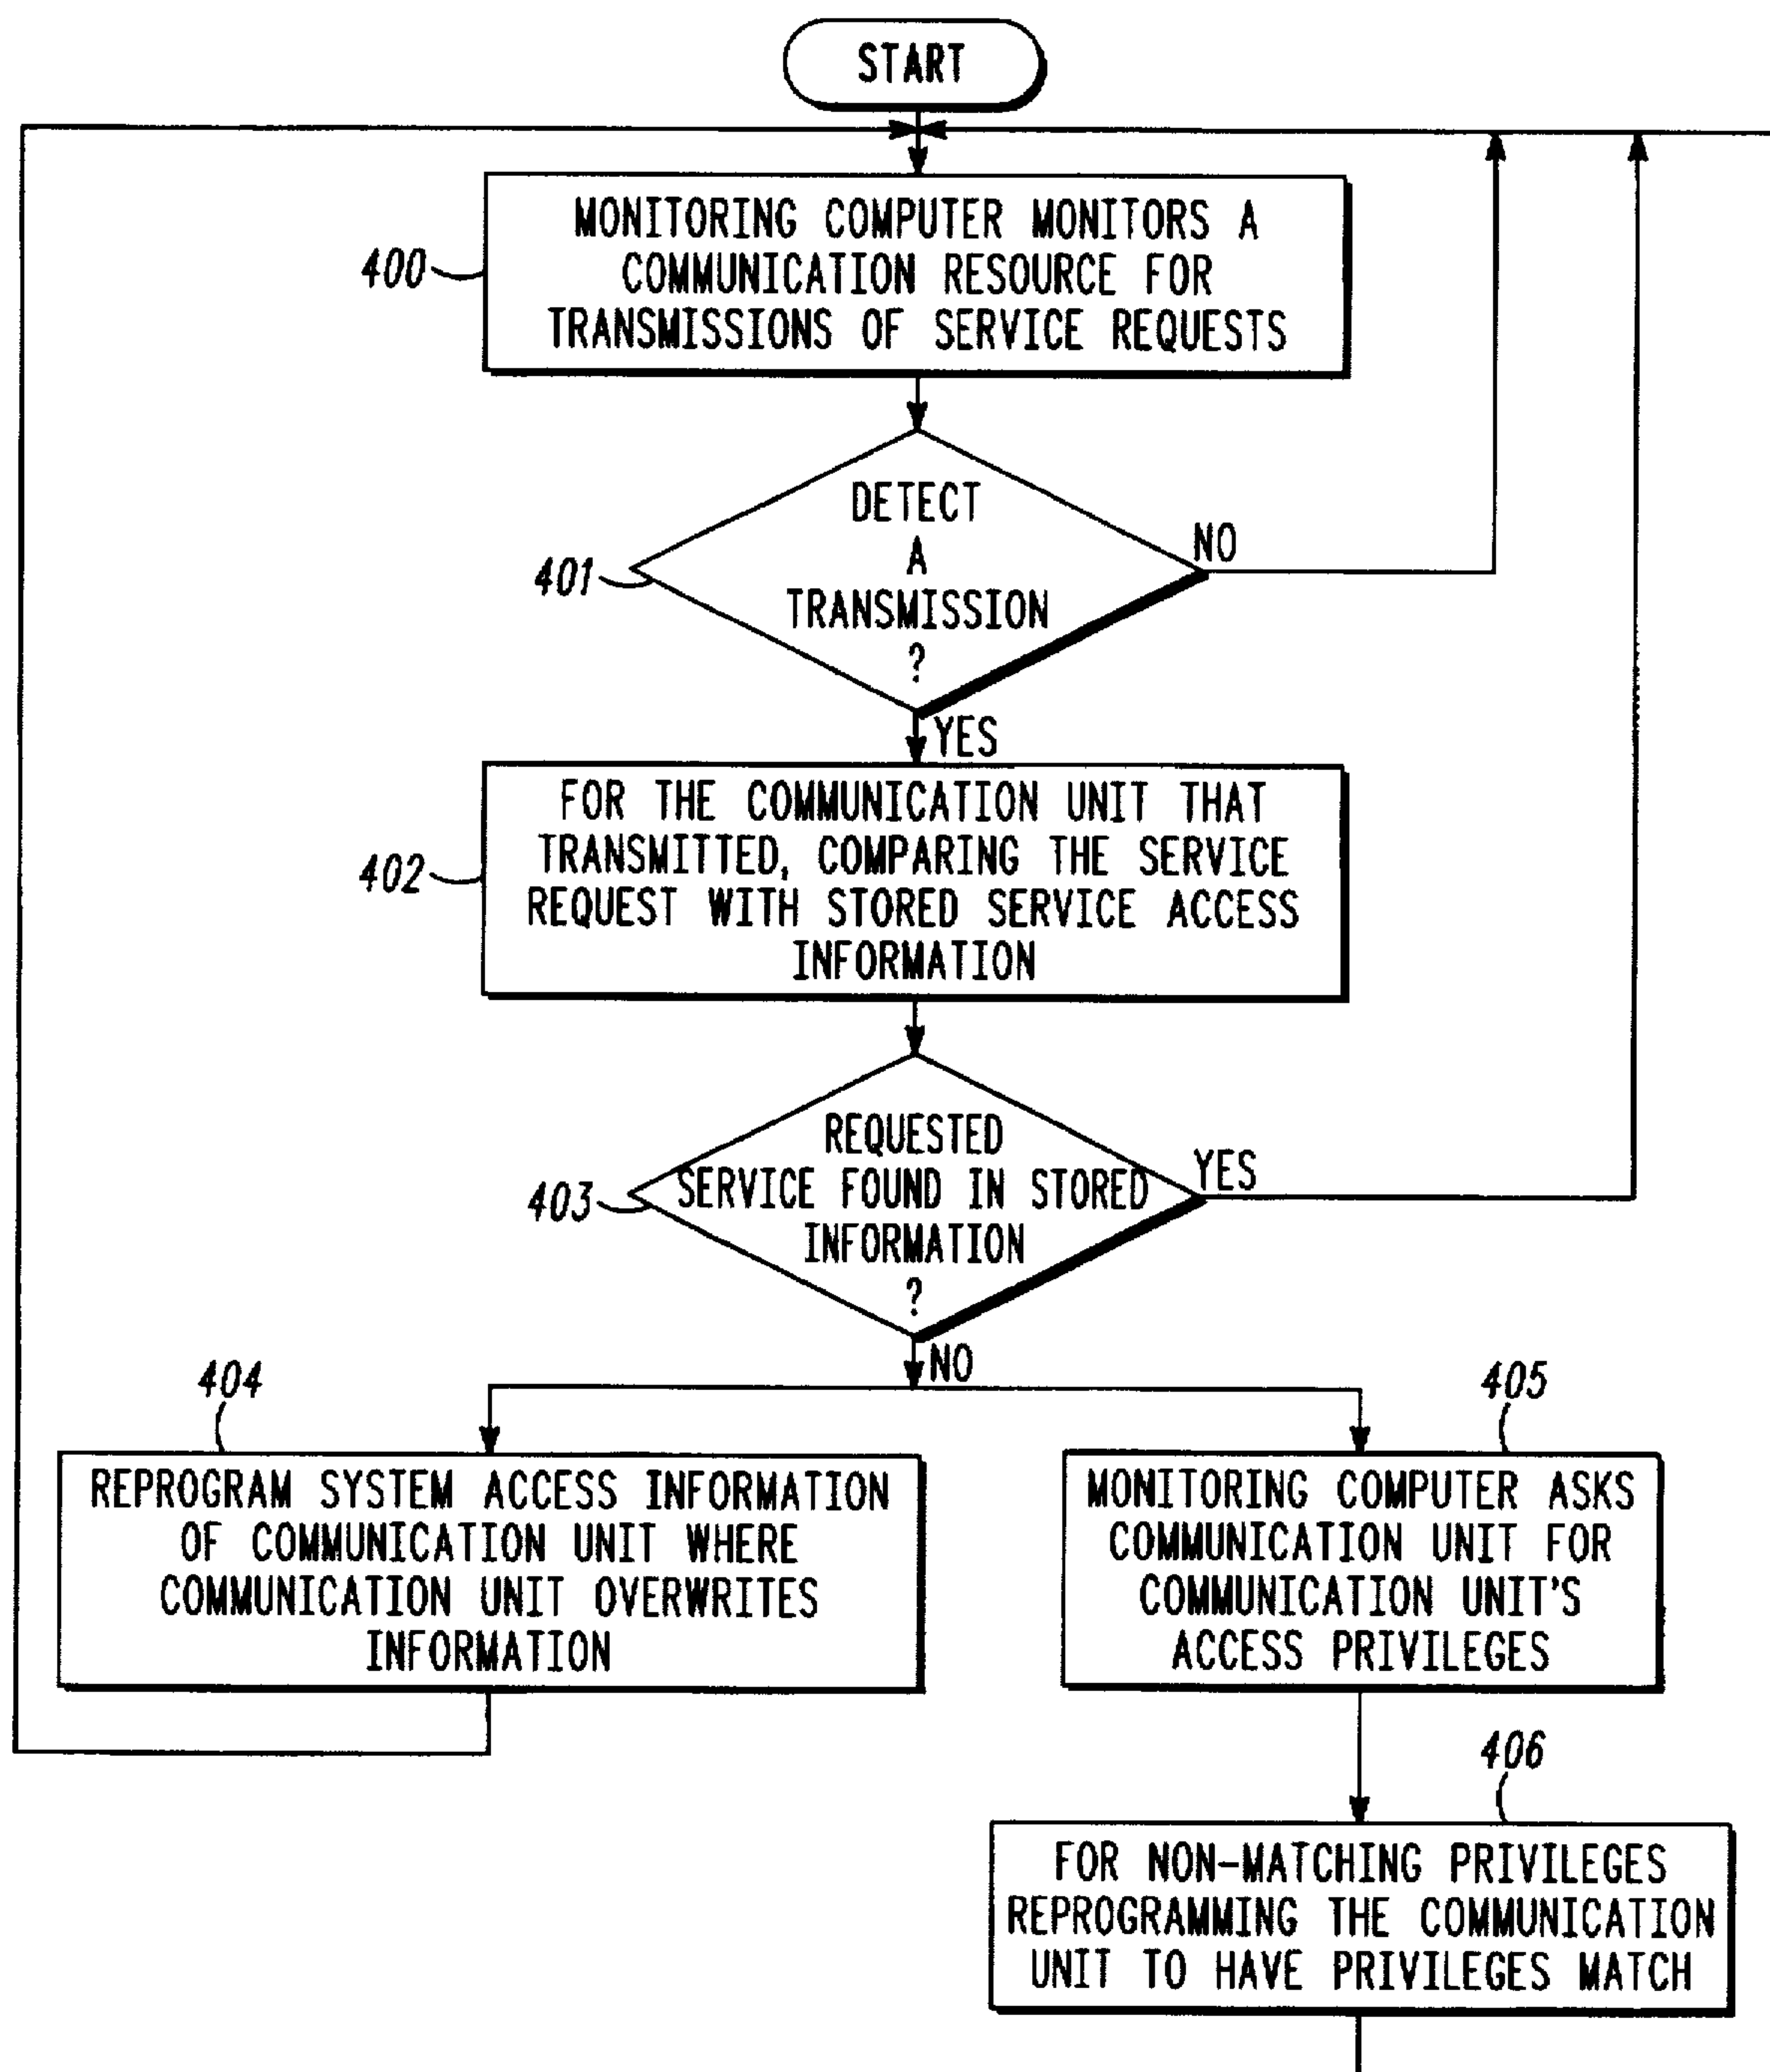 START
400
MONITORING COMPUTER MONITORS A
COMMUNICATION RESOURCE FOR
TRANSMISSIONS OF SERVICE REQUESTS
401
DETECT
A
TRANSMISSION
?
NO
YES
402
FOR THE COMMUNICATION UNIT THAT
TRANSMITTED, COMPARING THE SERVICE
REQUEST WITH STORED SERVICE ACCESS
INFORMATION
403
REQUESTED
SERVICE FOUND IN STORED
INFORMATION
?
YES
NO
404
REPROGRAM SYSTEM ACCESS INFORMATION
OF COMMUNICATION UNIT WHERE
COMMUNICATION UNIT OVERWRITES
INFORMATION
405
MONITORING COMPUTER ASKS
COMMUNICATION UNIT FOR
COMMUNICATION UNIT'S
ACCESS PRIVILEGES
406
FOR NON-MATCHING PRIVILEGES
REPROGRAMMING THE COMMUNICATION
UNIT TO HAVE PRIVILEGES MATCH